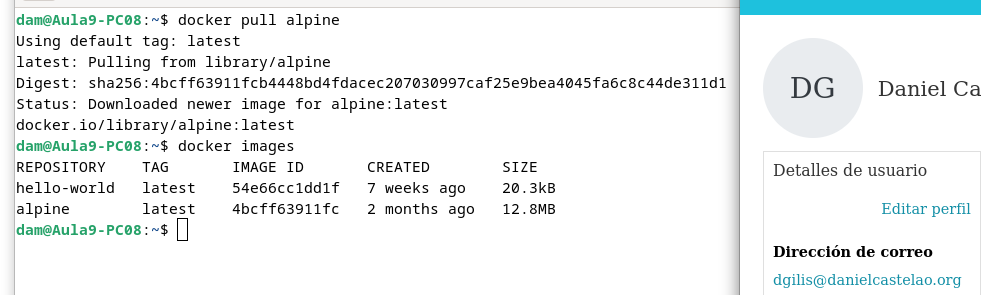 dam@Aula9-PC08:~$ docker pull alpine
Using default tag: latest
latest: Pulling from library/alpine
Digest: sha256:4bcff63911fcb4448bd4fdacec207030997caf25e9bea4045fa6c8c44de311d1
Status: Downloaded newer image for alpine:latest
docker.io/library/alpine:latest
dam@Aula9-PC08:~$ docker images
REPOSITORY    TAG       IMAGE ID       CREATED        SIZE
hello-world   latest    54e66cc1dd1f   7 weeks ago    20.3kB
alpine        latest    4bcff63911fc   2 months ago   12.8MB
dam@Aula9-PC08:~$
DG
Daniel Ca
Detalles de usuario
Editar perfil
Dirección de correo
dgilis@danielcastelao.org